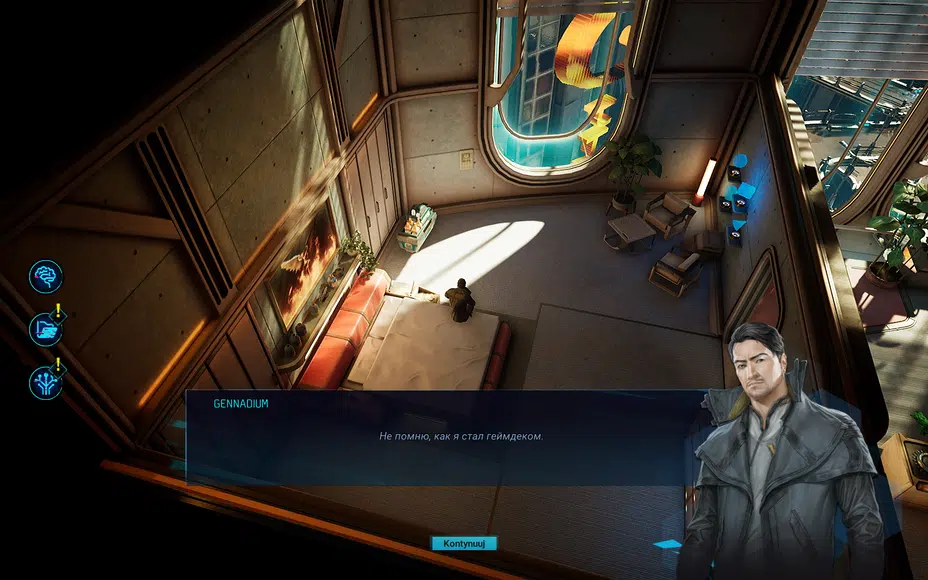 GENNADIUM
Не помню, как я стал геймдеком.
Kontynuuj